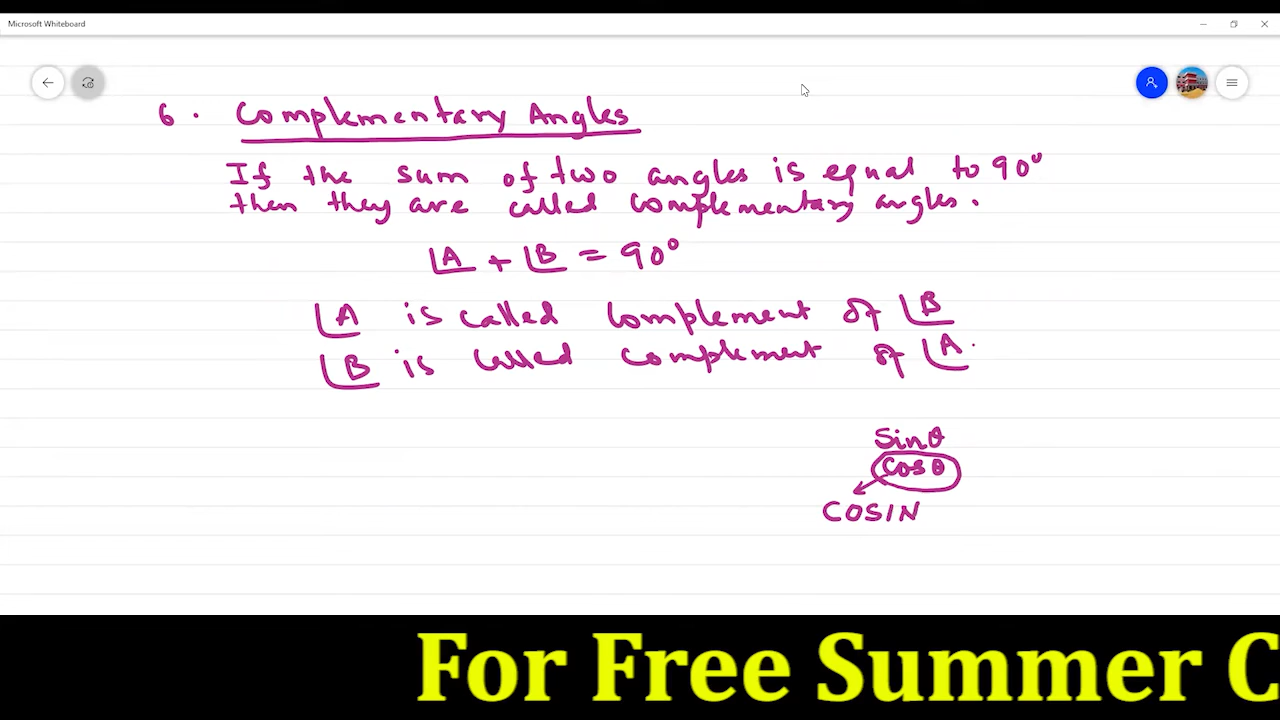 Microsoft Whiteboard
6. Complementary Angles
If the sum of two angles is equal to 90°
then they are called complementary angles.
∠A + ∠B = 90°
∠A is called complement of ∠B
∠B is called complement of ∠A.
Sinθ
Cosθ
COSIN
For Free Summer C